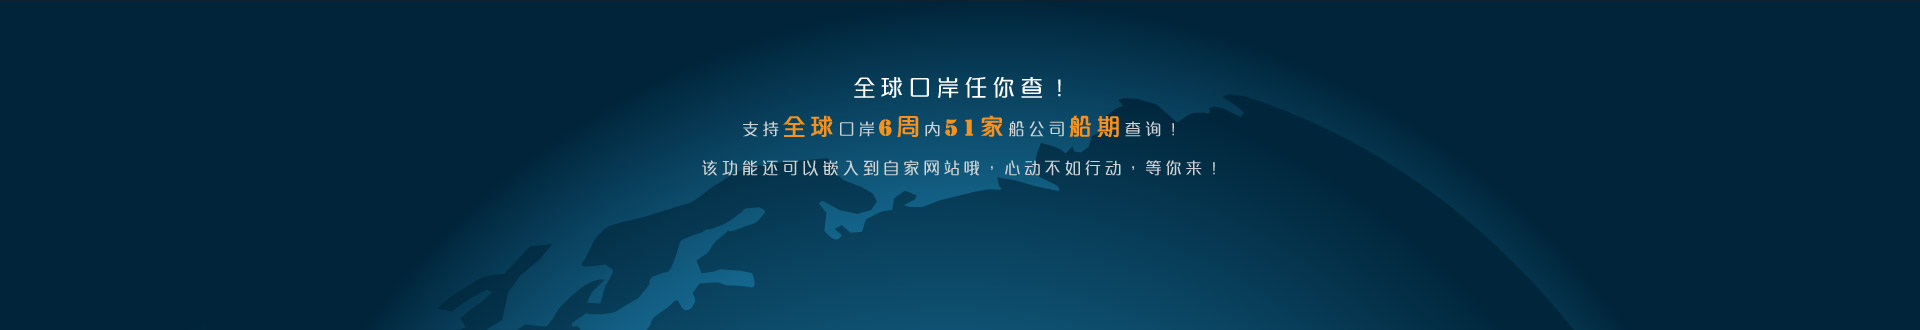 全球口岸任你查！
支持全球口岸6周内51家船公司船期查询！
该功能还可以嵌入到自家网站哦，心动不如行动，等你来！